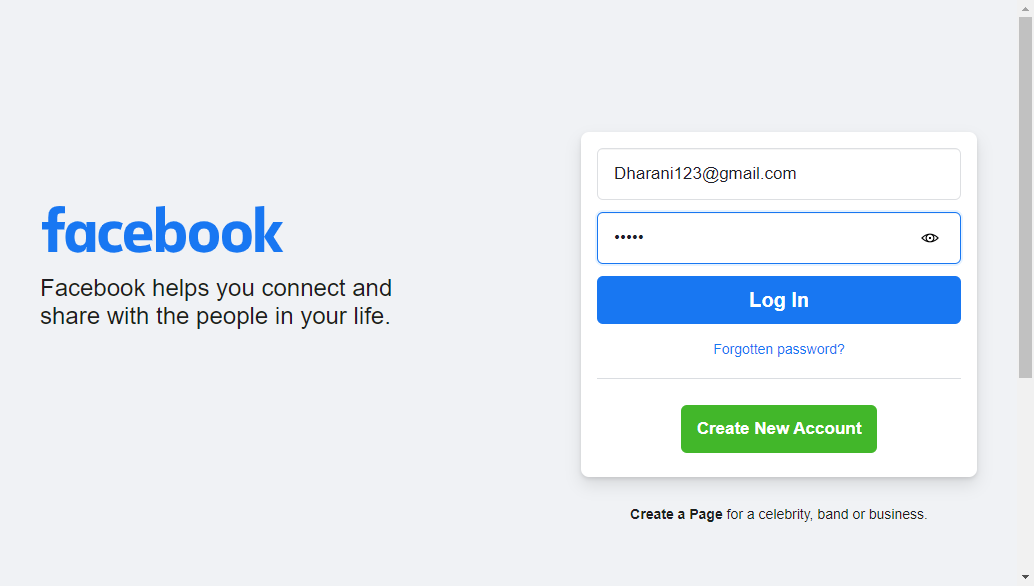 facebook
Facebook helps you connect and
share with the people in your life.
Dharani123@gmail.com
•••••
Log In
Forgotten password?
Create New Account
Create a Page for a celebrity, band or business.